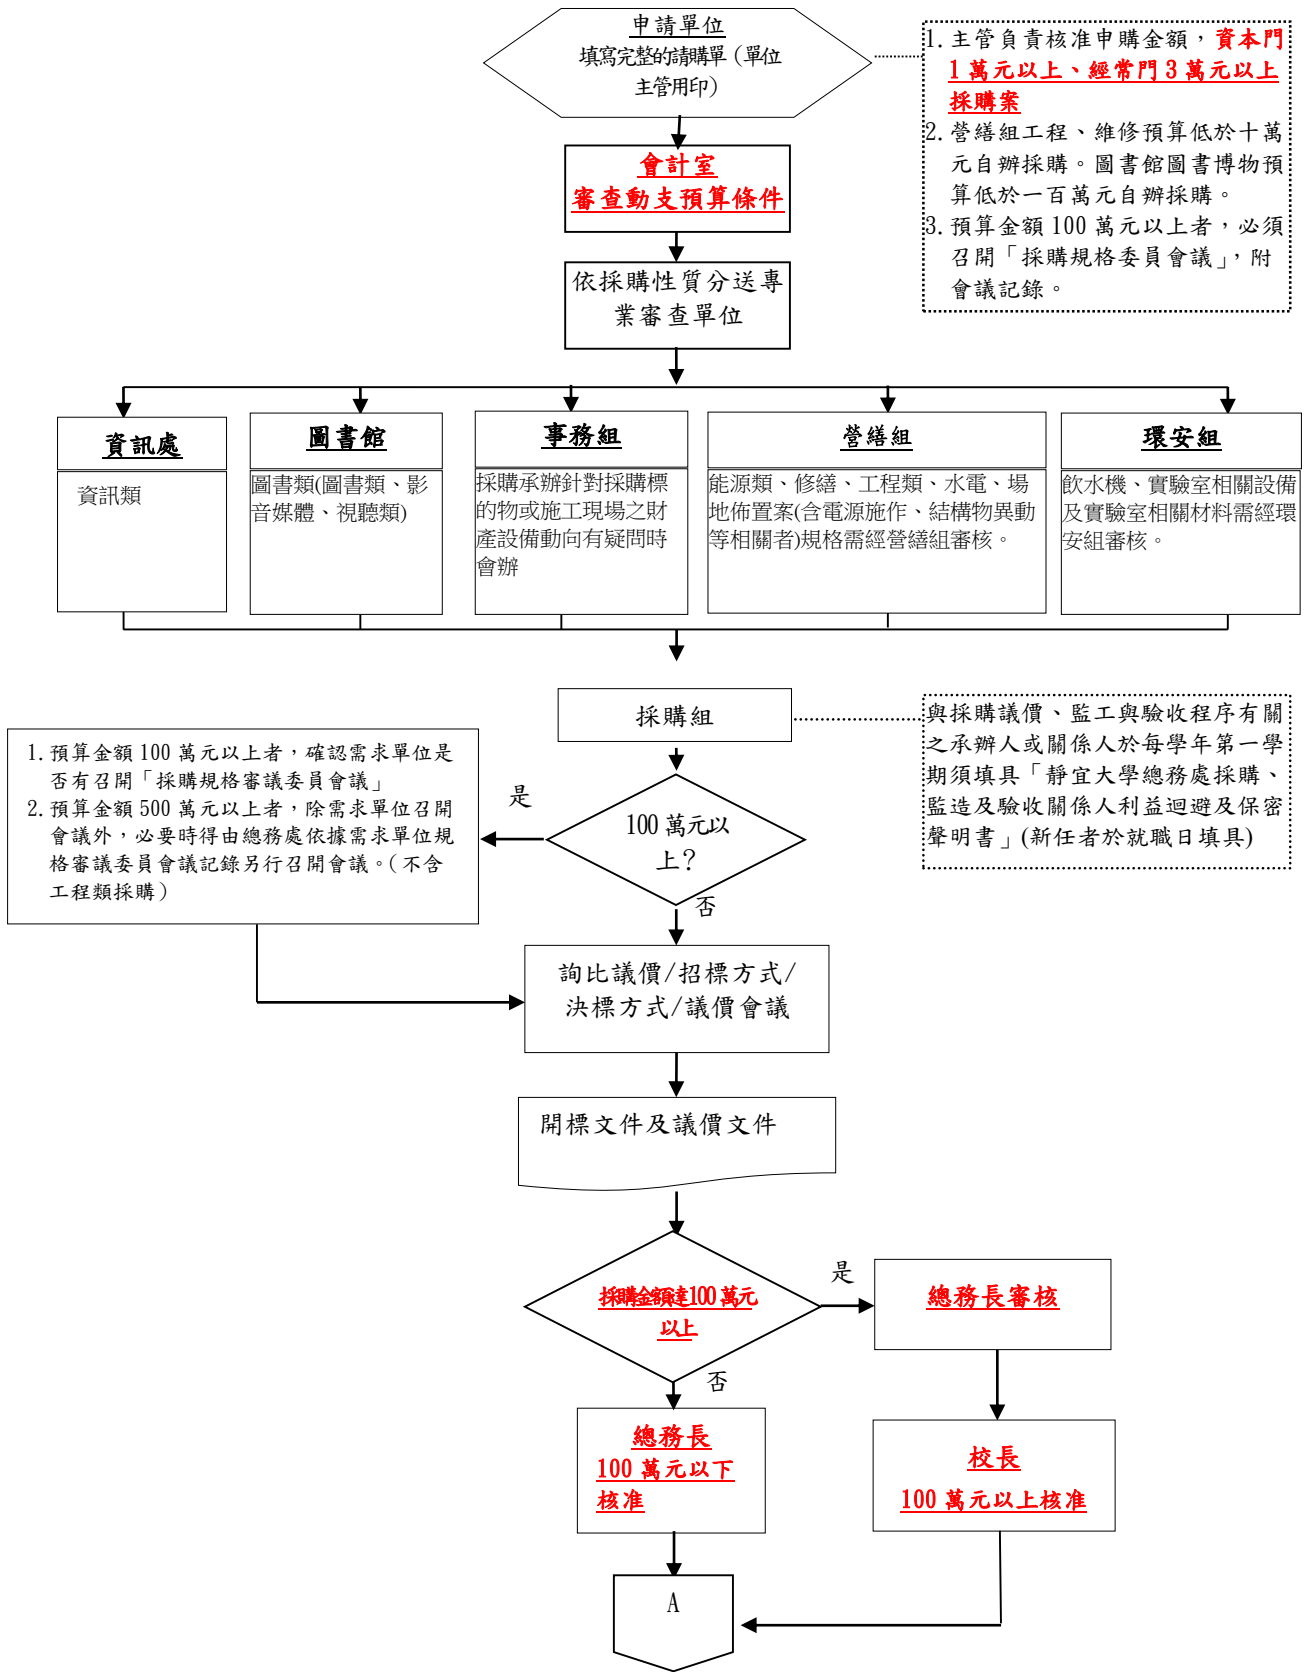 申請單位
填寫完整的請購單（單位
主管用印）
1.主管負責核准申購金額，資本門
1 萬元以上、經常門 3 萬元以上
採購案
2.營繕組工程、維修預算低於十萬
元自辦採購。圖書館圖書博物預
算低於一百萬元自辦採購。
3.預算金額 100 萬元以上者，必須
召開「採購規格委員會議」，附
會議記錄。
會計室
審查動支預算條件
依採購性質分送專
業審查單位
資訊處
資訊類
圖書館
圖書類(圖書類、影
音媒體、視聽類)
事務組
採購承辦針對採購標
的物或施工現場之財
產設備動向有疑問時
會辦
營繕組
能源類、修繕、工程類、水電、場
地佈置案(含電源施作、結構物異動
等相關者)規格需經營繕組審核。
環安組
飲水機、實驗室相關設備
及實驗室相關材料需經環
安組審核。
採購組
與採購議價、監工與驗收程序有關
之承辦人或關係人於每學年第一學
期須填具「靜宜大學總務處採購、
監造及驗收關係人利益迴避及保密
聲明書」(新任者於就職日填具)
1.預算金額 100 萬元以上者，確認需求單位是
否有召開「採購規格審議委員會議」
2.預算金額 500 萬元以上者，除需求單位召開
會議外，必要時得由總務處依據需求單位規
格審議委員會議記錄另行召開會議。（不含
工程類採購）
是
100 萬元以
上？
否
詢比議價/招標方式/
決標方式/議價會議
開標文件及議價文件
採購金額達100 萬元
以上
是
總務長審核
否
總務長
100 萬元以下
核准
校長
100 萬元以上核准
A